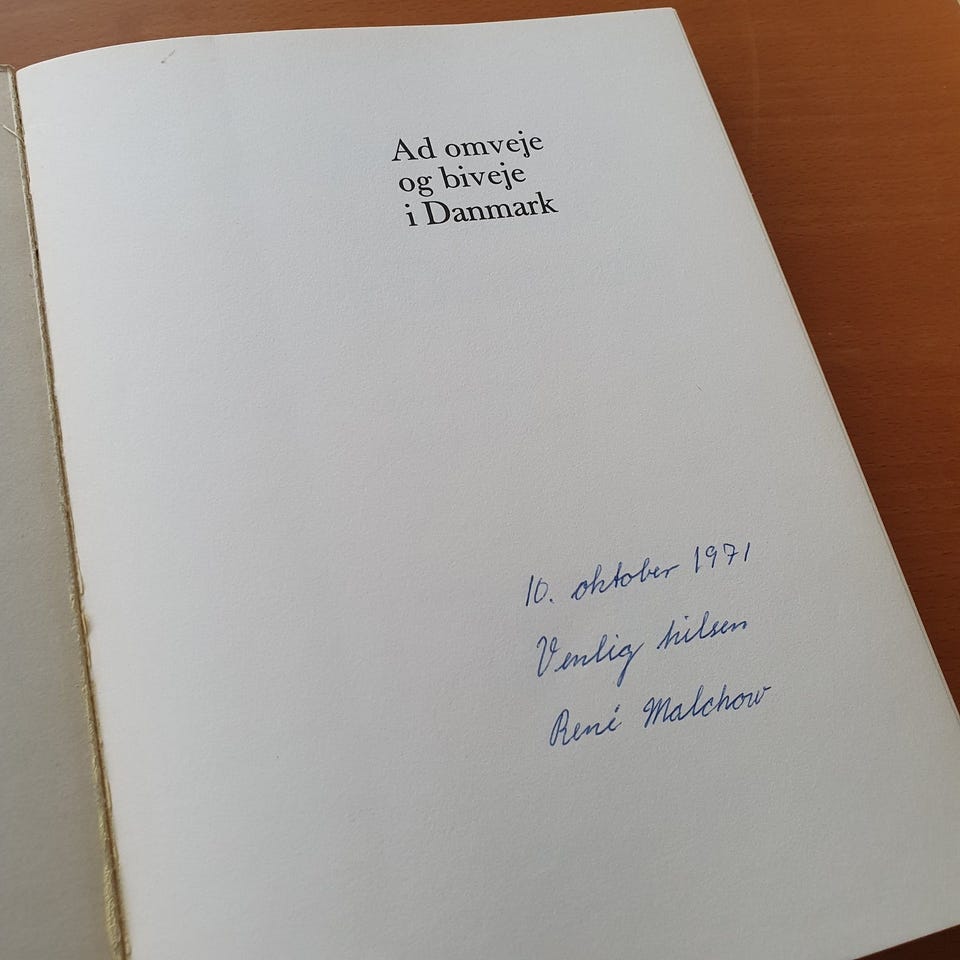 Ad omveje
og biveje
i Danmark
10. oktober 1971
Venlig hilsen
René Malchow